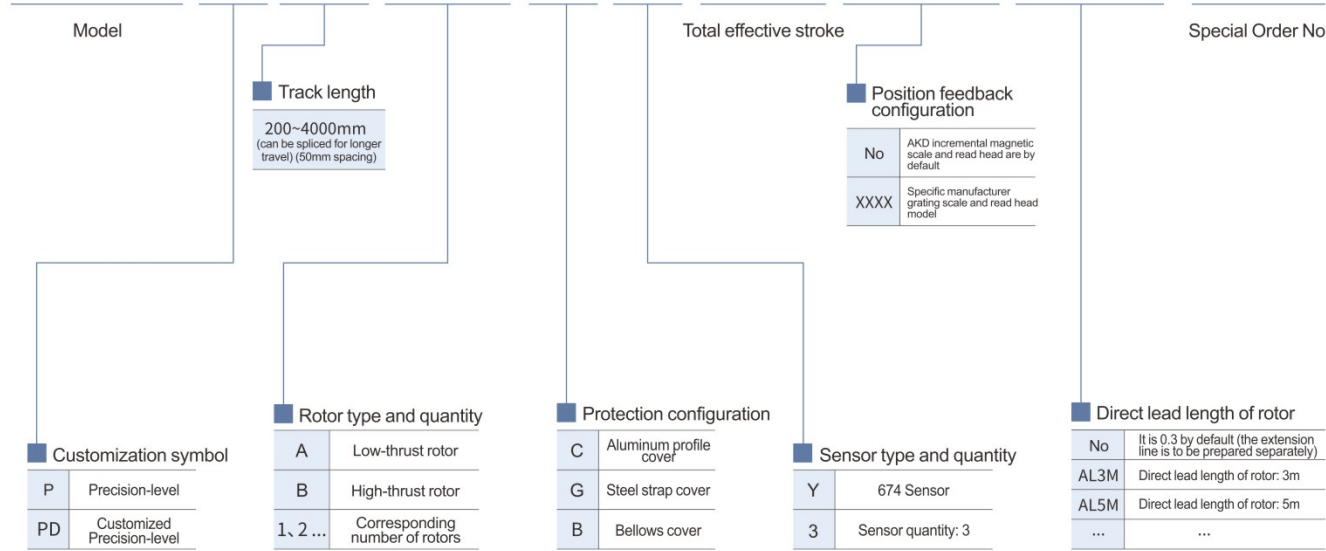 Model
Total effective stroke
Special Order No
Track length
200~4000mm
(can be spliced for longer
travel) (50mm spacing)
Position feedback
configuration
No
AKD incremental magnetic
scale and read head are by
default
XXXX
Specific manufacturer
grating scale and read head
model
Customization symbol
P
Precision-level
PD
Customized
Precision-level
Rotor type and quantity
A
Low-thrust rotor
B
High-thrust rotor
1、2...
Corresponding
number of rotors
Protection configuration
C
Aluminum profile
cover
G
Steel strap cover
B
Bellows cover
Sensor type and quantity
Y
674 Sensor
3
Sensor quantity: 3
Direct lead length of rotor
No
It is 0.3 by default (the extension
line is to be prepared separately)
AL3M
Direct lead length of rotor: 3m
AL5M
Direct lead length of rotor: 5m
...
...